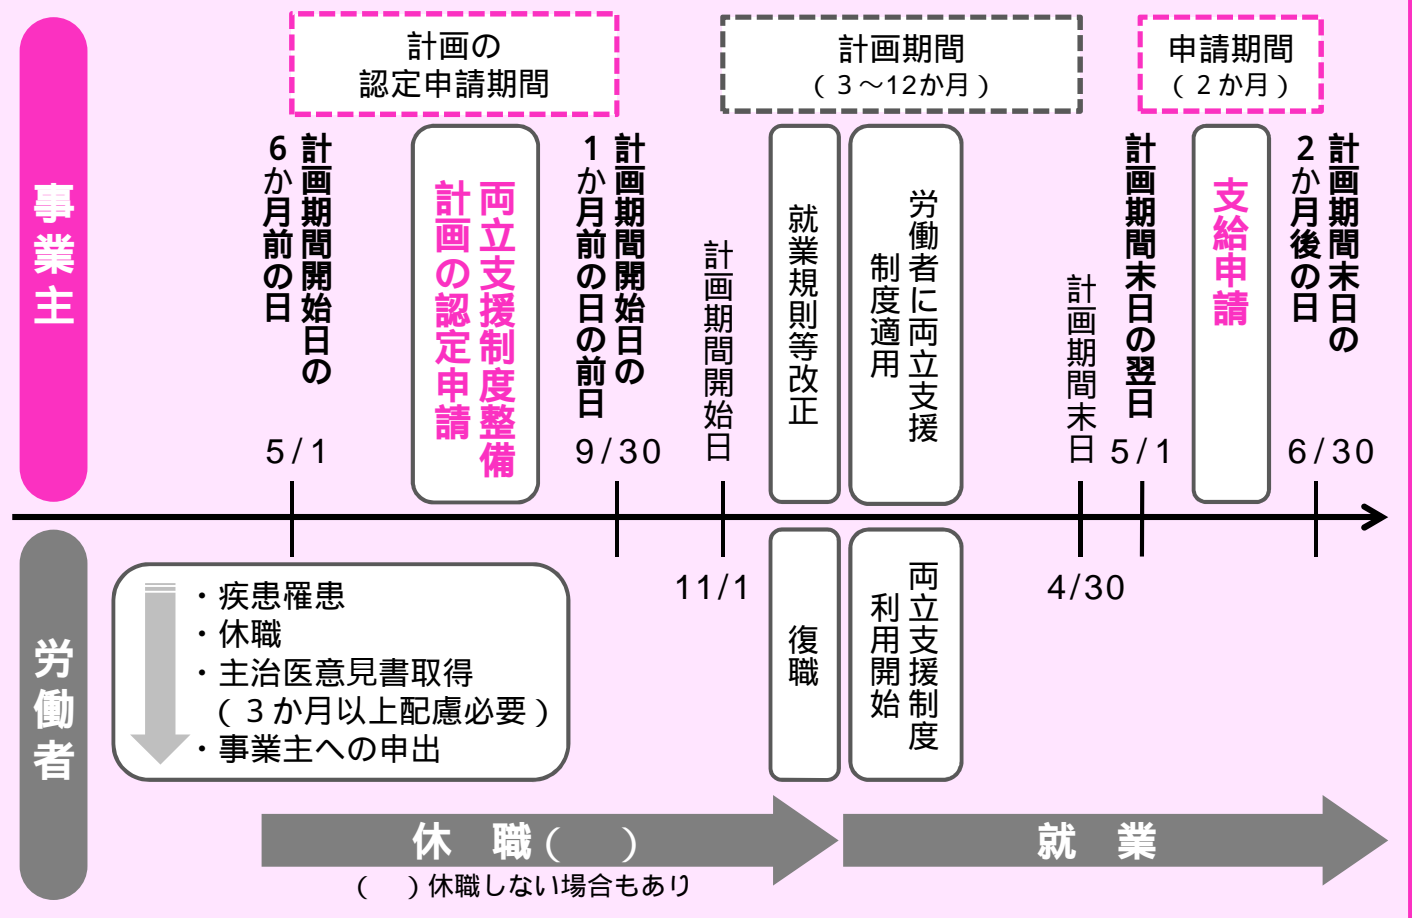 事業主
計画の
認定申請期間
計画期間
（３～12か月）
申請期間
（２か月）
計画期間開始日の
6か月前の日
5/1
両立支援制度整備
計画の認定申請
計画期間開始日の
1か月前の日の前日
9/30
計画期間開始日
11/1
就業規則等改正
労働者に両立支援
制度適用
計画期間末日
4/30
計画期間末日の翌日
5/1
支給申請
計画期間末日の
2か月後の日
6/30
労働者
・疾患罹患
・休職
・主治医意見書取得
（３か月以上配慮必要）
・事業主への申出
復職
両立支援制度
利用開始
休　職（　）
（　）休職しない場合もあり
就　業